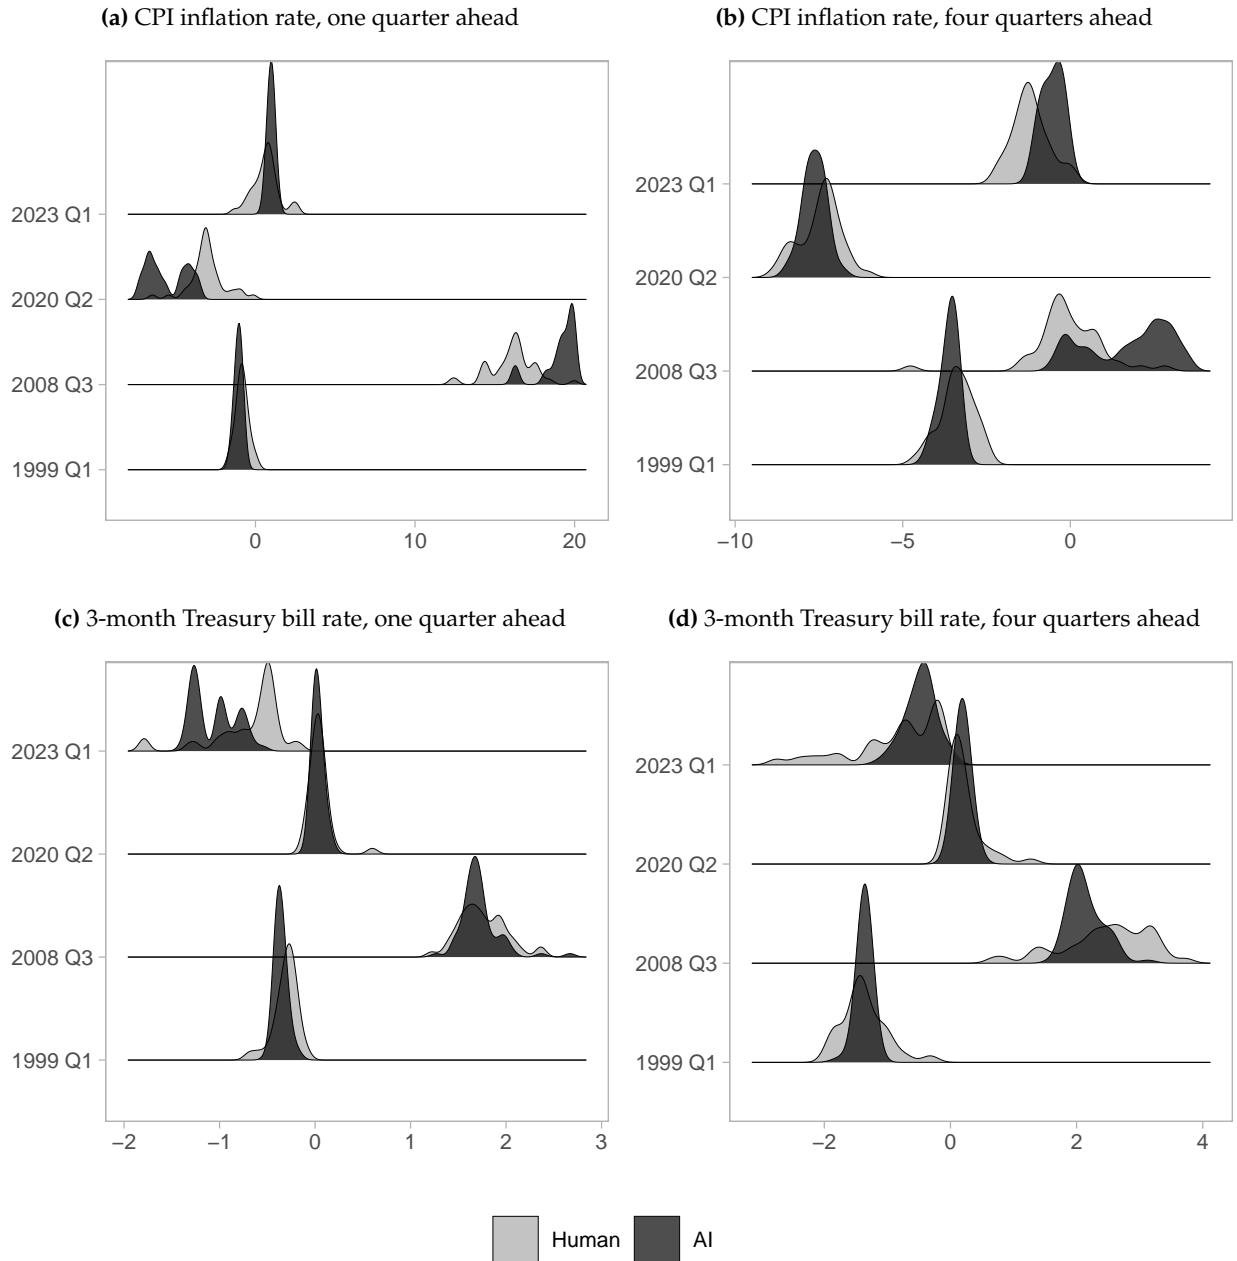 (a) CPI inflation rate, one quarter ahead
2023 Q1
2020 Q2
2008 Q3
1999 Q1
0 10 20
(b) CPI inflation rate, four quarters ahead
2023 Q1
2020 Q2
2008 Q3
1999 Q1
−10 −5 0
(c) 3-month Treasury bill rate, one quarter ahead
2023 Q1
2020 Q2
2008 Q3
1999 Q1
−2 −1 0 1 2 3
(d) 3-month Treasury bill rate, four quarters ahead
2023 Q1
2020 Q2
2008 Q3
1999 Q1
−2 0 2 4
Human AI